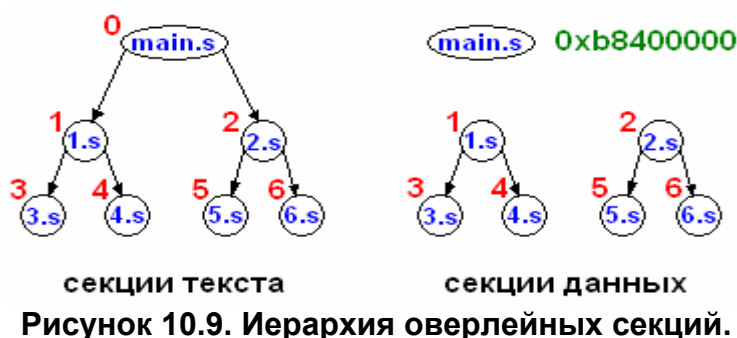 0
main.s
main.s 0xb8400000
1 2 1 2
1.s 2.s 1.s 2.s
3 4 5 6 3 4 5 6
3.s 4.s 5.s 6.s 3.s 4.s 5.s 6.s
секции текста секции данных
Рисунок 10.9. Иерархия оверлейных секций.